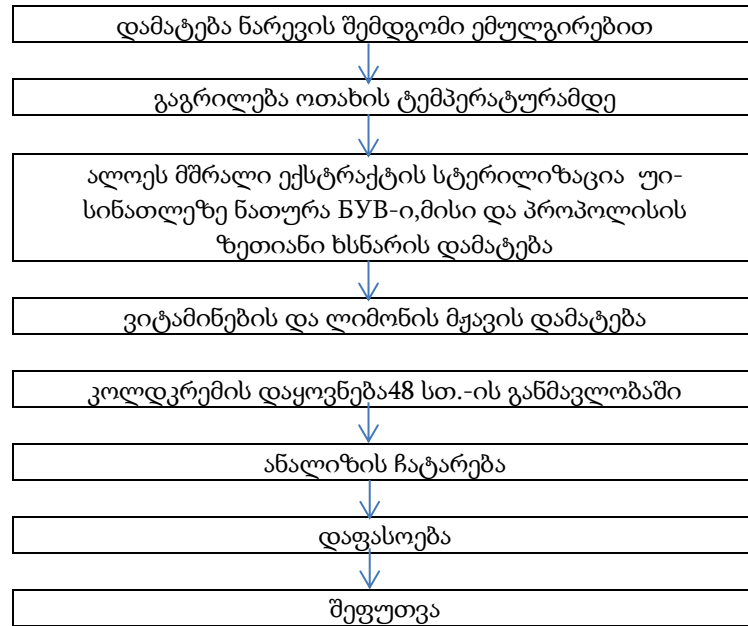 დამატება ნარევის შემდგომი ემულგირებით
გაგრილება ოთახის ტემპერატურამდე
ალოეს მშრალი ექსტრაქტის სტერილიზაცია უი-
სინათლეზე ნათურა БУВ-ი,მისი და პროპოლისის
ზეთიანი ხსნარის დამატება
ვიტამინების და ლიმონის მჟავის დამატება
კოლდკრემის დაყოვნება48 სთ.-ის განმავლობაში
ანალიზის ჩატარება
დაფასოება
შეფუთვა